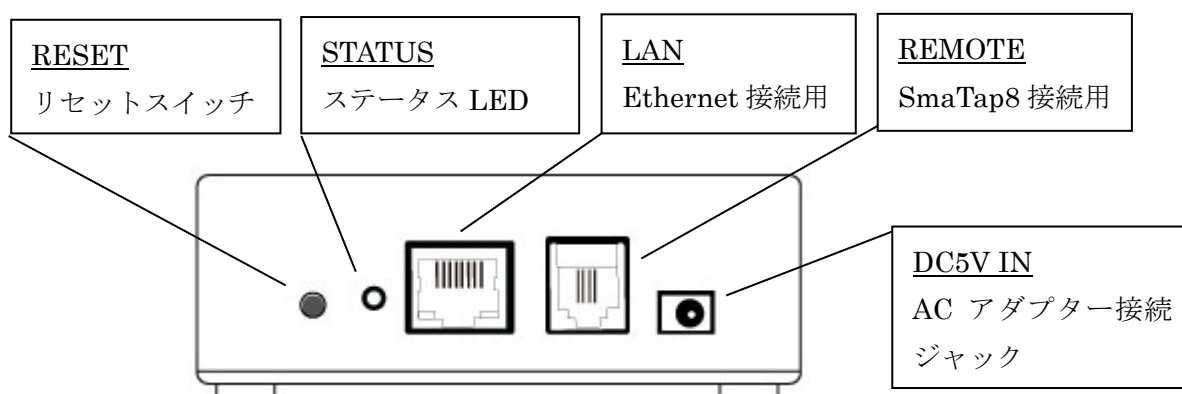 RESET
リセットスイッチ
STATUS
ステータス LED
LAN
Ethernet 接続用
REMOTE
SmaTap8 接続用
DC5V IN
AC アダプター接続
ジャック